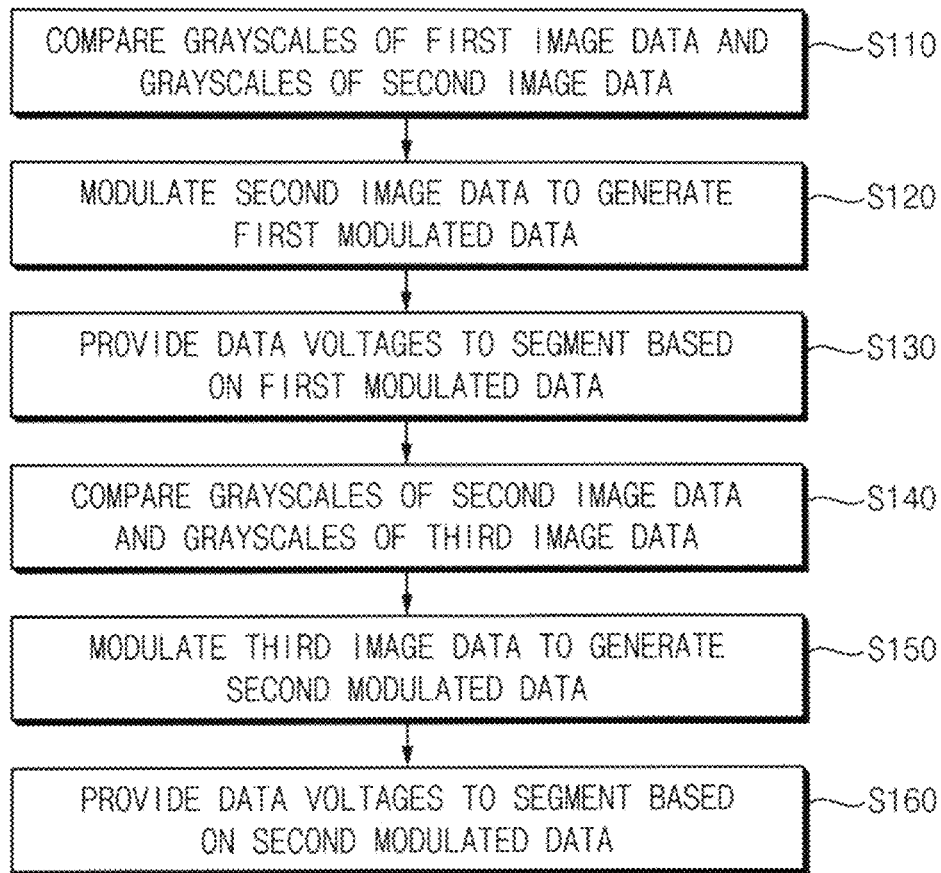 COMPARE GRAYSCALES OF FIRST IMAGE DATA AND
GRAYSCALES OF SECOND IMAGE DATA
S110
MODULATE SECOND IMAGE DATA TO GENERATE
FIRST MODULATED DATA
S120
PROVIDE DATA VOLTAGES TO SEGMENT BASED
ON FIRST MODULATED DATA
S130
COMPARE GRAYSCALES OF SECOND IMAGE DATA
AND GRAYSCALES OF THIRD IMAGE DATA
S140
MODULATE THIRD IMAGE DATA TO GENERATE
SECOND MODULATED DATA
S150
PROVIDE DATA VOLTAGES TO SEGMENT BASED
ON SECOND MODULATED DATA
S160